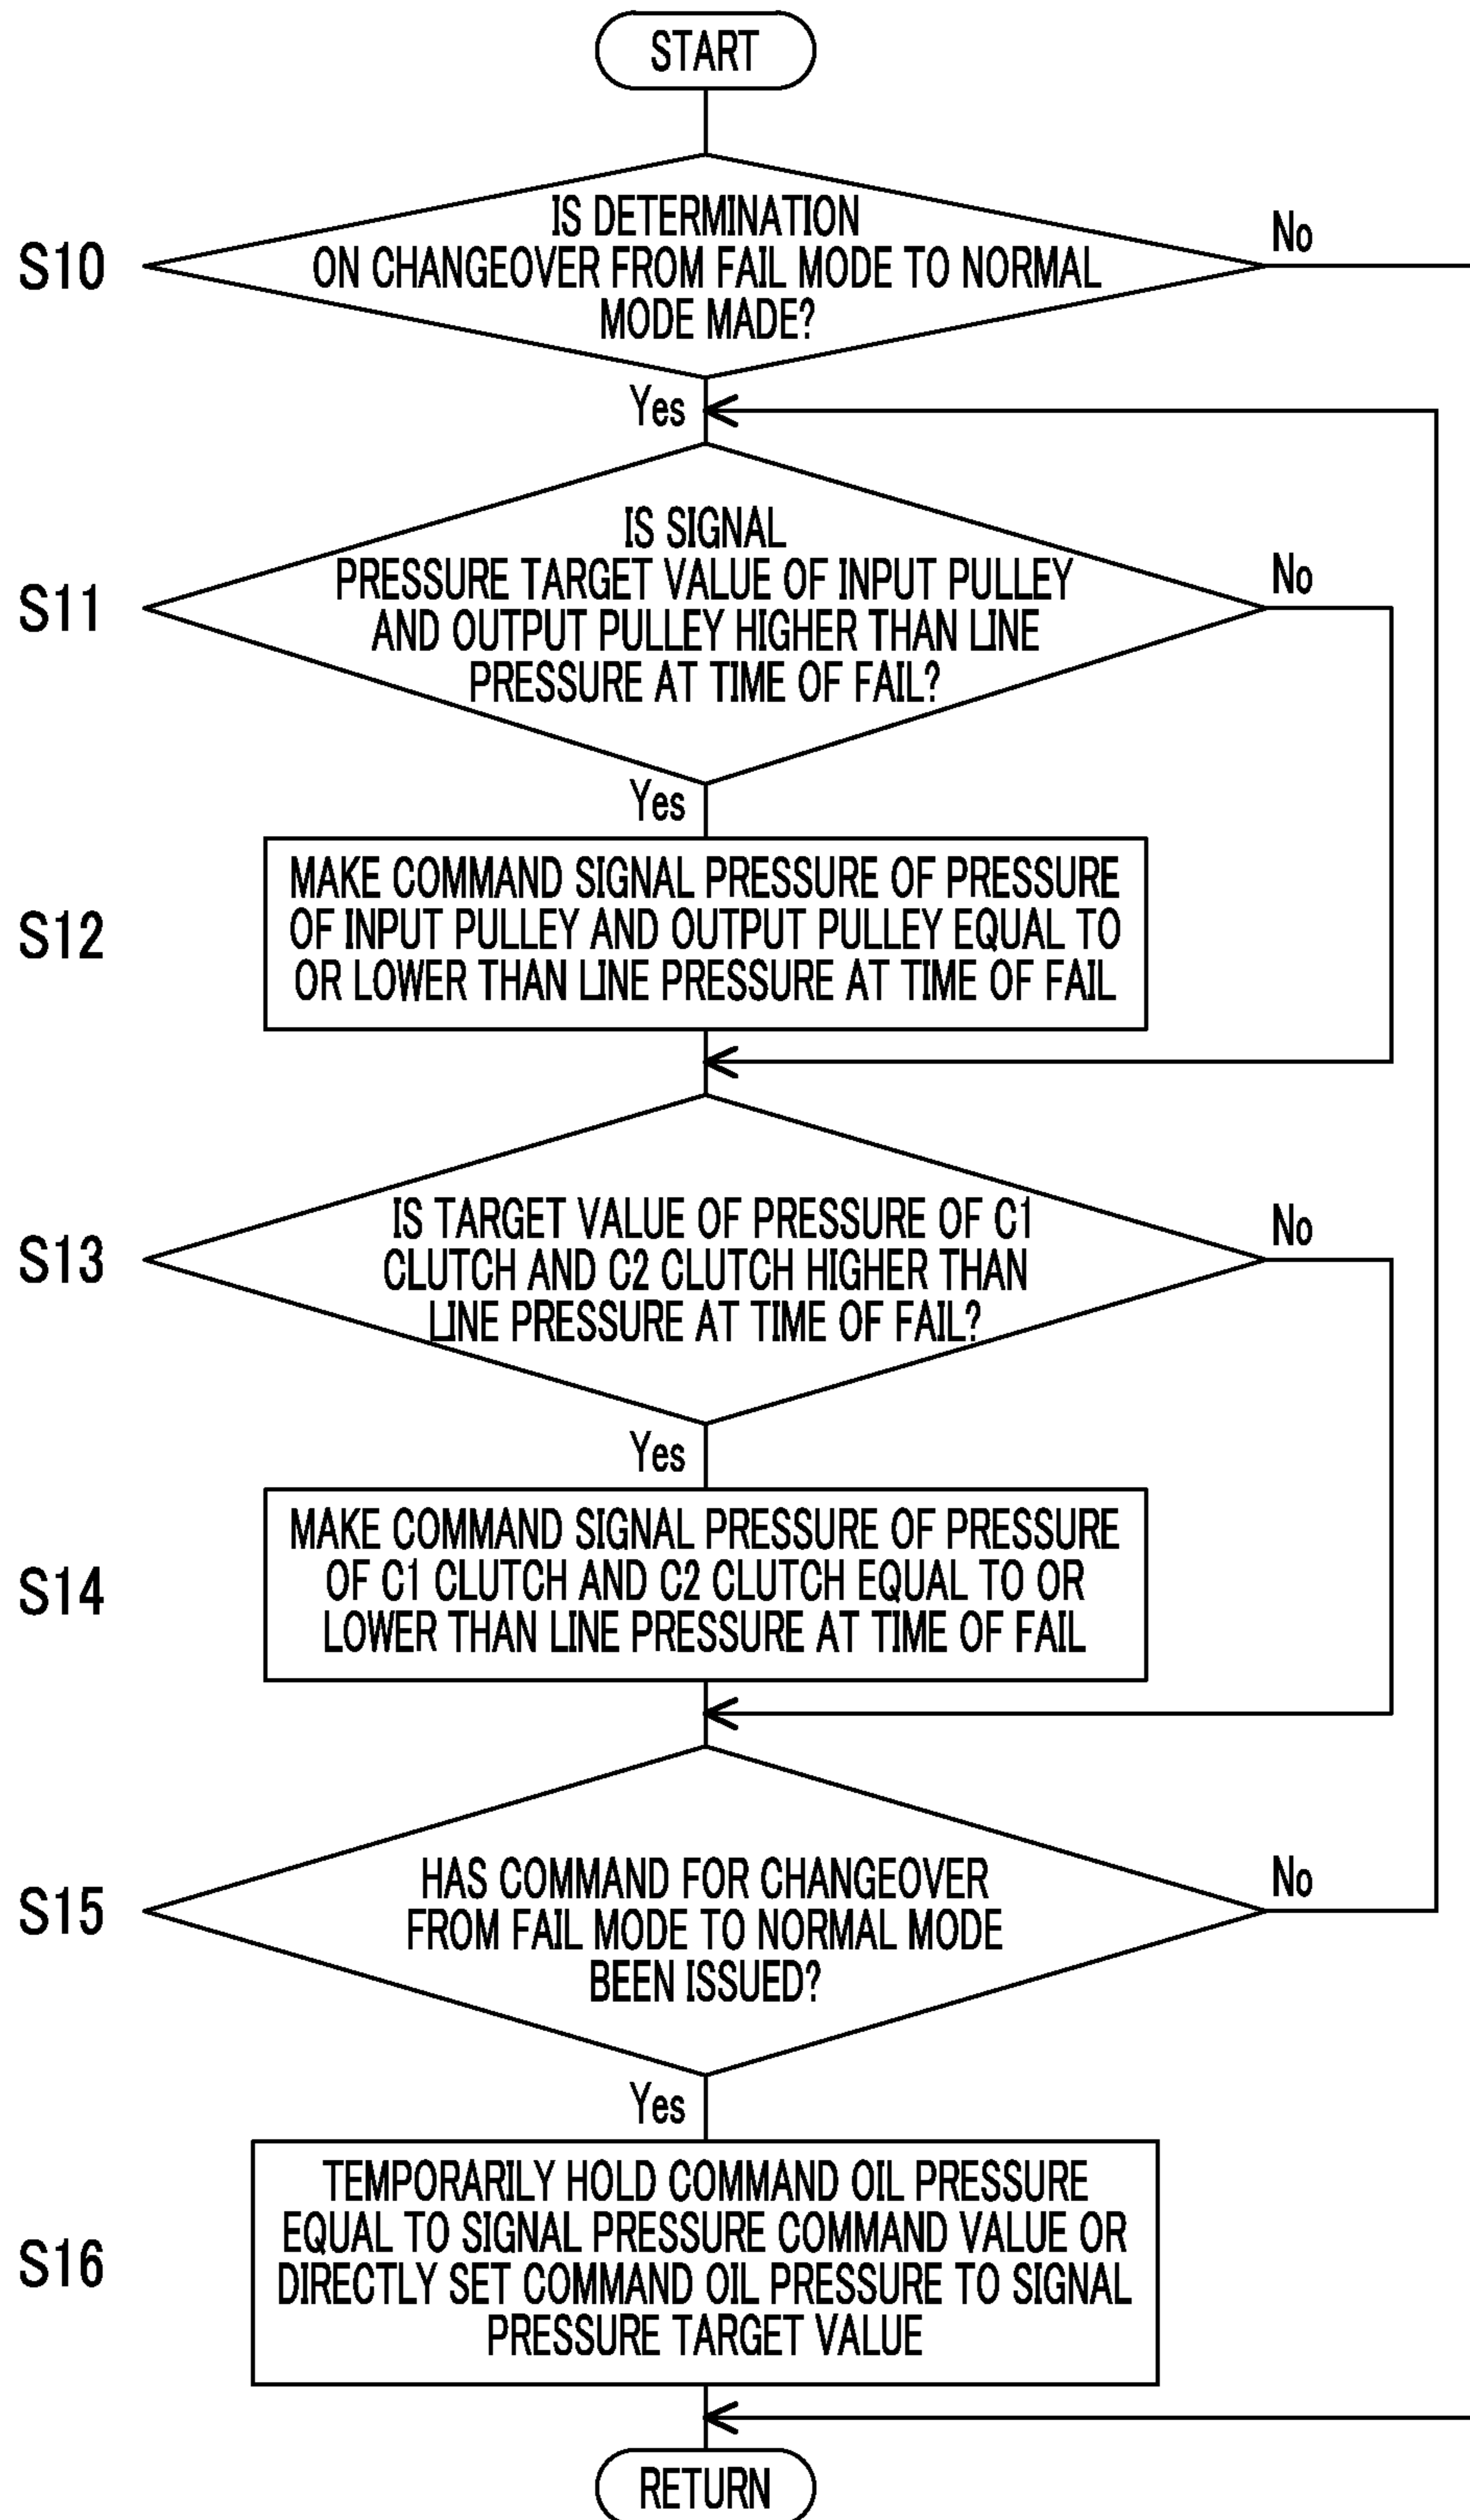 START
S10
IS DETERMINATION
ON CHANGEOVER FROM FAIL MODE TO NORMAL
MODE MADE?
No
Yes
S11
IS SIGNAL
PRESSURE TARGET VALUE OF INPUT PULLEY
AND OUTPUT PULLEY HIGHER THAN LINE
PRESSURE AT TIME OF FAIL?
No
Yes
S12
MAKE COMMAND SIGNAL PRESSURE OF PRESSURE
OF INPUT PULLEY AND OUTPUT PULLEY EQUAL TO
OR LOWER THAN LINE PRESSURE AT TIME OF FAIL
S13
IS TARGET VALUE OF PRESSURE OF C1
CLUTCH AND C2 CLUTCH HIGHER THAN
LINE PRESSURE AT TIME OF FAIL?
No
Yes
S14
MAKE COMMAND SIGNAL PRESSURE OF PRESSURE
OF C1 CLUTCH AND C2 CLUTCH EQUAL TO OR
LOWER THAN LINE PRESSURE AT TIME OF FAIL
S15
HAS COMMAND FOR CHANGEOVER
FROM FAIL MODE TO NORMAL MODE
BEEN ISSUED?
No
Yes
S16
TEMPORARILY HOLD COMMAND OIL PRESSURE
EQUAL TO SIGNAL PRESSURE COMMAND VALUE OR
DIRECTLY SET COMMAND OIL PRESSURE TO SIGNAL
PRESSURE TARGET VALUE
RETURN